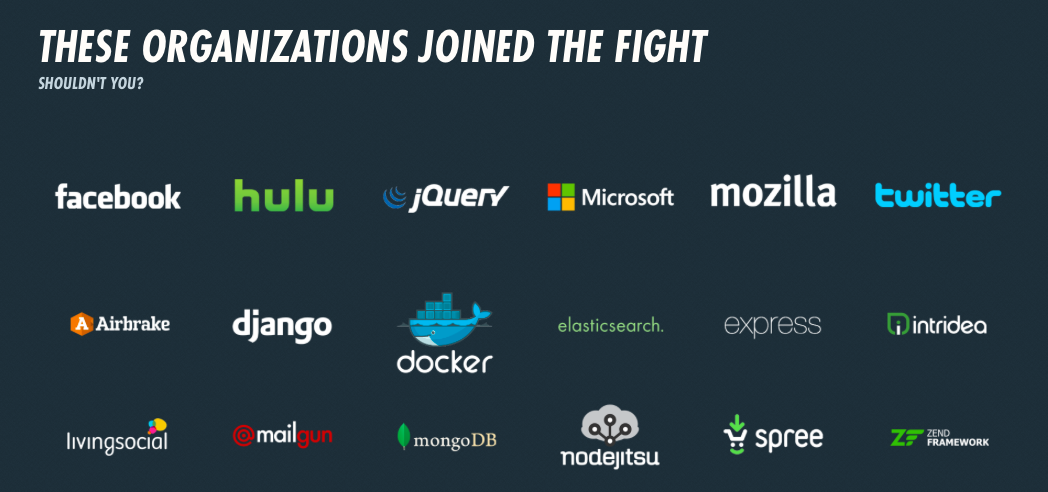 THESE ORGANIZATIONS JOINED THE FIGHT
SHOULDN'T YOU?
facebook
hulu
jQuery
Microsoft
mozilla
twitter
A Airbrake
django
docker
elasticsearch.
express
intridea
livingsocial
@mailgun
mongoDB
nodejitsu
spree
ZF ZEND
FRAMEWORK